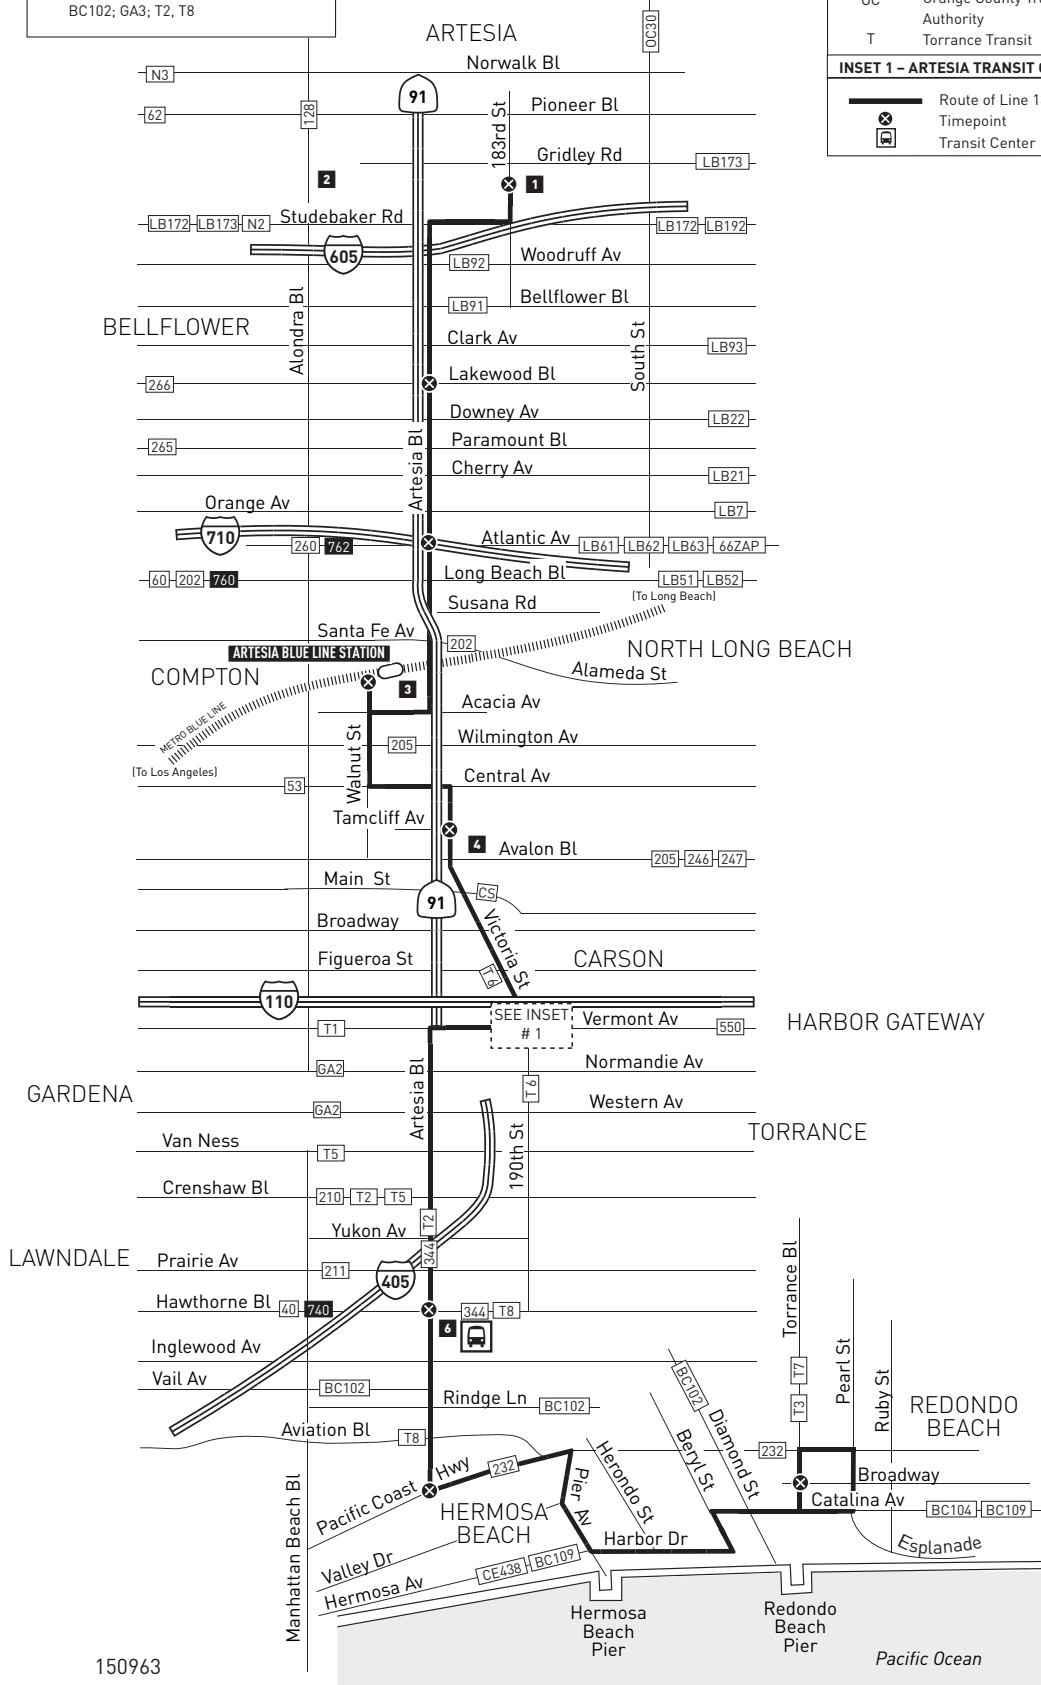 BC102; GA3; T2, T8
OC30
Authority
T Torrance Transit
INSET 1 – ARTESIA TRANSIT
Route of Line
Timepoint
Transit Center
ARTESIA
Norwalk Bl
N3
91
62
128
183rd St
Pioneer Bl
Gridley Rd
LB173
2
1
LB172 LB173 N2
Studebaker Rd
LB172 LB192
605
LB92
Woodruff Av
Alondra Bl
LB91
Bellflower Bl
BELLFLOWER
South St
Clark Av
LB93
266
Lakewood Bl
Downey Av
LB22
Artesia Bl
265
Paramount Bl
Cherry Av
LB21
Orange Av
LB7
710
260 762
Atlantic Av
LB61 LB62 LB63 66ZAP
60 202 760
Long Beach Bl
LB51 LB52
(To Long Beach)
Susana Rd
Santa Fe Av
202
ARTESIA BLUE LINE STATION
NORTH LONG BEACH
COMPTON
Alameda St
3
Acacia Av
METRO BLUE LINE
(To Los Angeles)
Walnut St
205
Wilmington Av
53
Central Av
Tamcliff Av
4
Avalon Bl
205 246 247
Main St
CS
91
Broadway
Victoria St
Figueroa St
T 6
CARSON
110
SEE INSET
# 1
T1
Vermont Av
550
HARBOR GATEWAY
GA2
Normandie Av
Artesia Bl
T 6
GARDENA
GA2
Western Av
TORRANCE
Van Ness
T5
190th St
Crenshaw Bl
210 T2 T5
T2
Yukon Av
344
LAWNDALE
Prairie Av
211
405
Torrance Bl
Hawthorne Bl
40 740
344 T8
6
Inglewood Av
Vail Av
BC102
Rindge Ln
BC102
BC102
T7
T3
Pearl St
Ruby St
REDONDO
BEACH
Aviation Bl
T8
Diamond St
Beryl St
Herondo St
232
Broadway
Catalina Av
BC104 BC109
Hwy
232
Pacific Coast
Pier Av
HERMOSA
BEACH
Harbor Dr
Esplanade
Manhattan Beach Bl
Valley Dr
Hermosa Av
CE438 BC109
Hermosa
Beach
Pier
Redondo
Beach
Pier
Pacific Ocean
150963